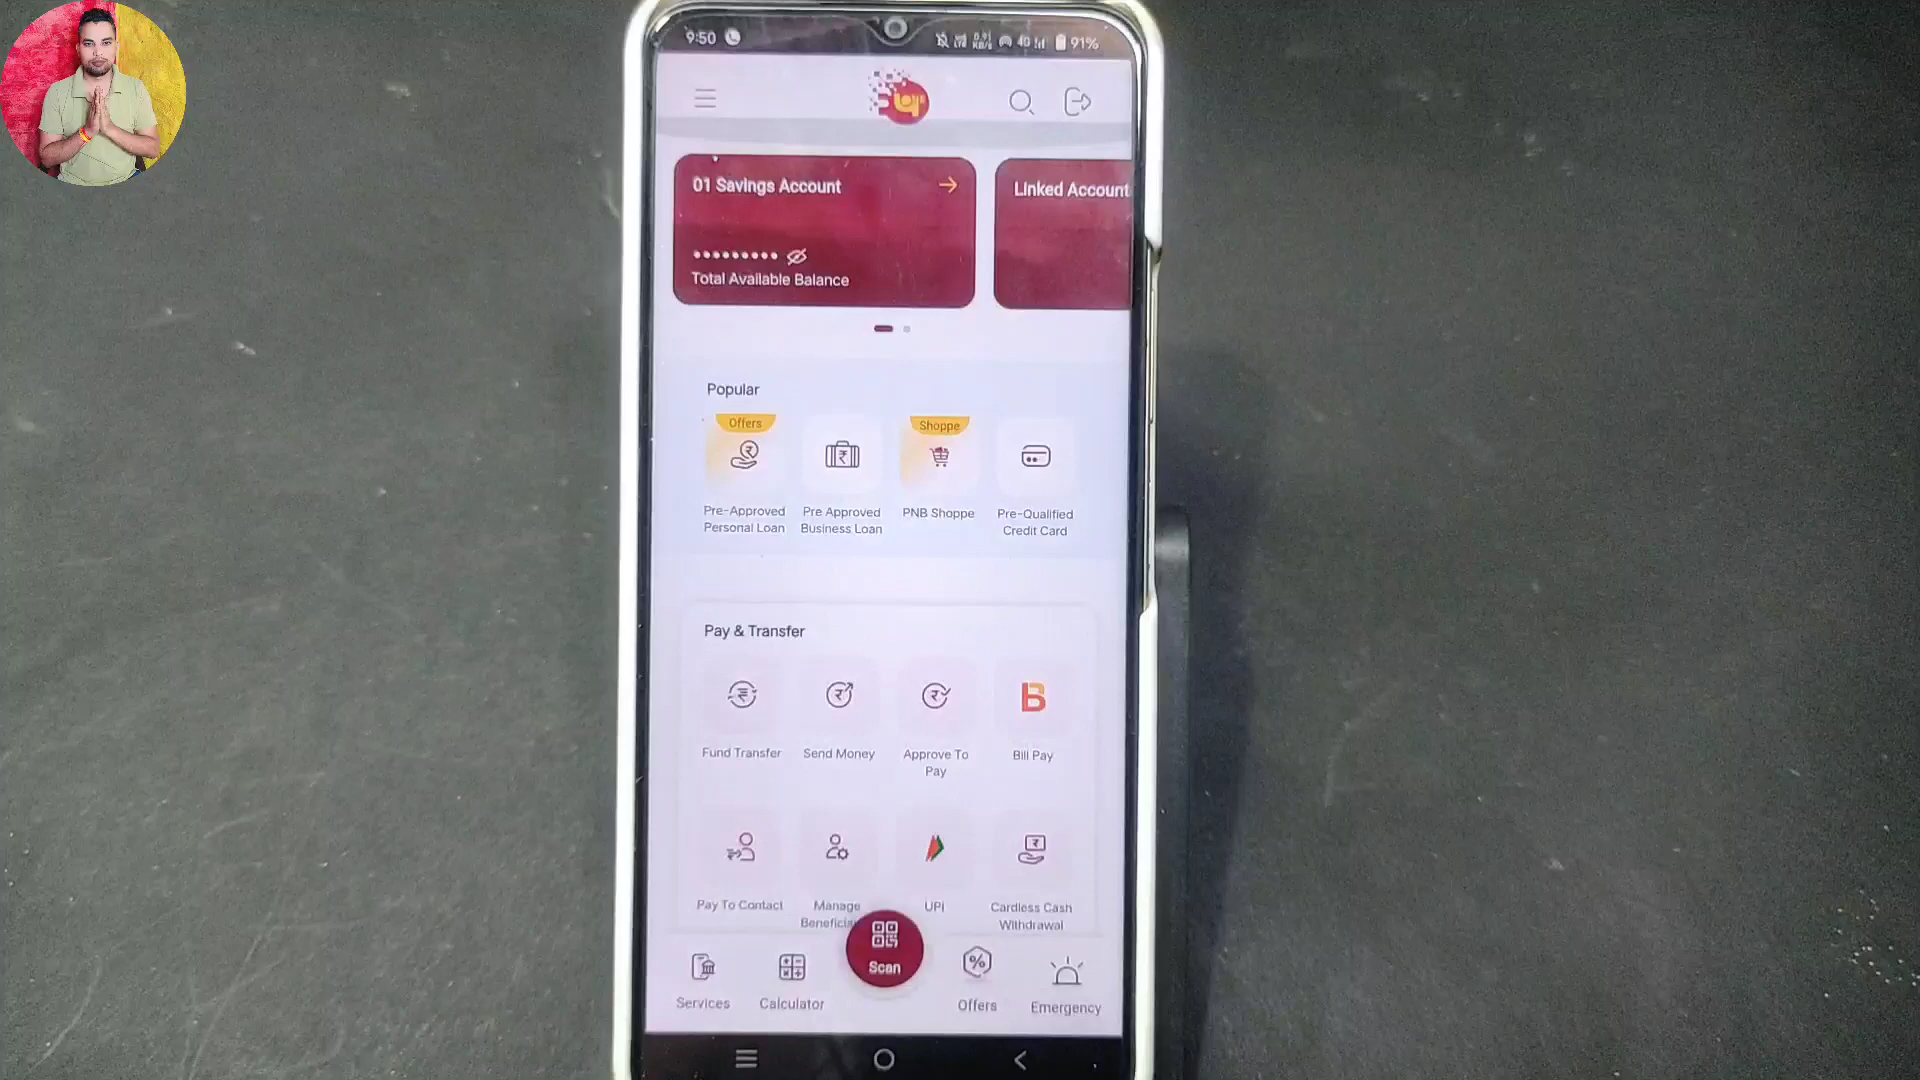 9:50
4G
91%
01 Savings Account
Linked Account
Total Available Balance
Popular
Offers
Shoppe
Pre-Approved
Personal Loan
Pre Approved
Business Loan
PNB Shoppe
Pre-Qualified
Credit Card
Pay & Transfer
B
Fund Transfer
Send Money
Approve To
Pay
Bill Pay
Pay To Contact
Manage
UPI
Cardless Cash
Withdrawal
Scan
Services
Calculator
Offers
Emergency